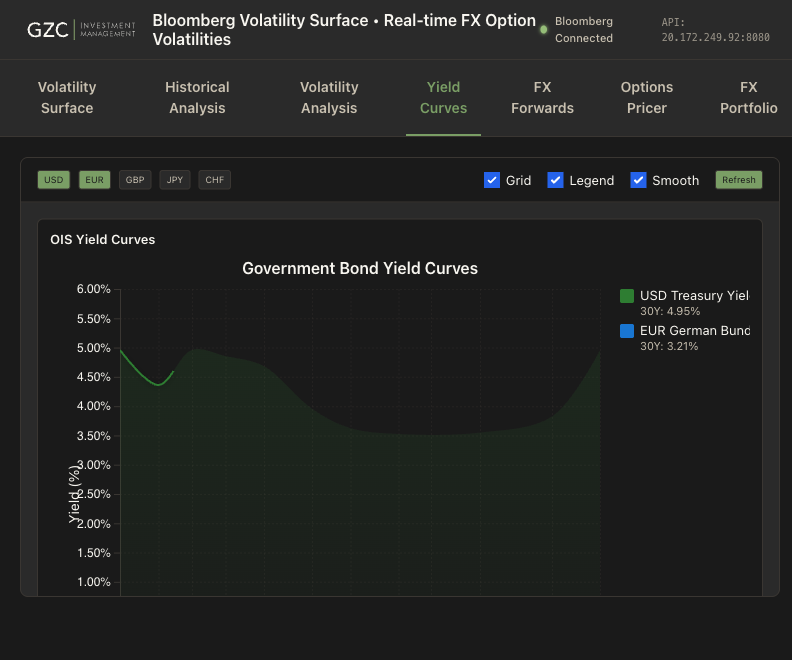 GZC INVESTMENT
MANAGEMENT
Bloomberg Volatility Surface • Real-time FX Option
Volatilities
Bloomberg
Connected
API:
20.172.249.92:8080
Volatility
Surface
Historical
Analysis
Volatility
Analysis
Yield
Curves
FX
Forwards
Options
Pricer
FX
Portfolio
USD EUR GBP JPY CHF Grid Legend Smooth Refresh
OIS Yield Curves
Government Bond Yield Curves
6.00%
5.50%
5.00%
4.50%
4.00%
3.50%
3.00%
2.50%
2.00%
1.50%
1.00%
Yield (%)
USD Treasury Yiel
30Y: 4.95%
EUR German Bund
30Y: 3.21%